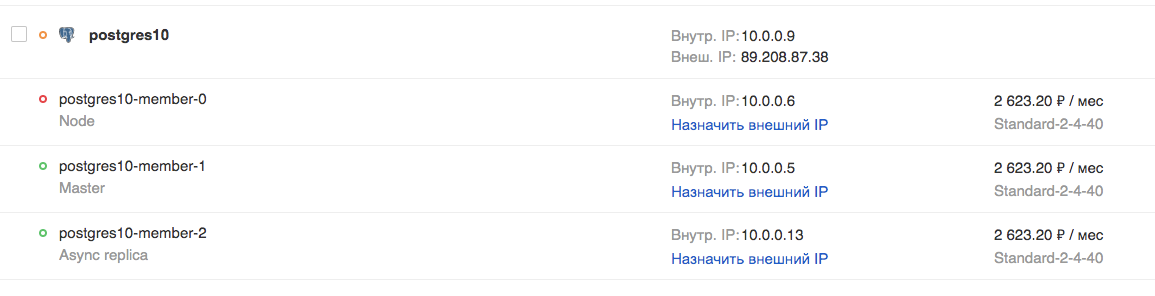 postgres10
Внутр. IP: 10.0.0.9
Внеш. IP: 89.208.87.38
postgres10-member-0
Node
Внутр. IP: 10.0.0.6
Назначить внешний IP
2 623.20 ₽ / мес
Standard-2-4-40
postgres10-member-1
Master
Внутр. IP: 10.0.0.5
Назначить внешний IP
2 623.20 ₽ / мес
Standard-2-4-40
postgres10-member-2
Async replica
Внутр. IP: 10.0.0.13
Назначить внешний IP
2 623.20 ₽ / мес
Standard-2-4-40